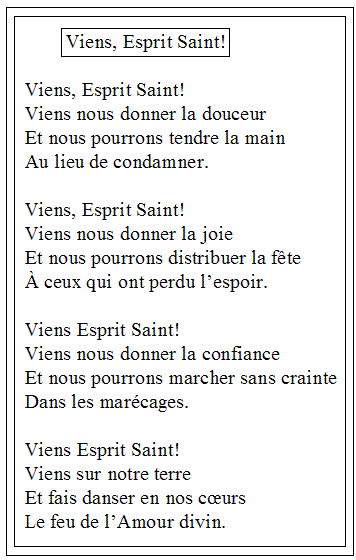 Viens, Esprit Saint!
Viens, Esprit Saint!
Viens nous donner la douceur
Et nous pourrons tendre la main
Au lieu de condamner.
Viens, Esprit Saint!
Viens nous donner la joie
Et nous pourrons distribuer la fête
À ceux qui ont perdu l’espoir.
Viens Esprit Saint!
Viens nous donner la confiance
Et nous pourrons marcher sans crainte
Dans les marécages.
Viens Esprit Saint!
Viens sur notre terre
Et fais danser en nos cœurs
Le feu de l’Amour divin.